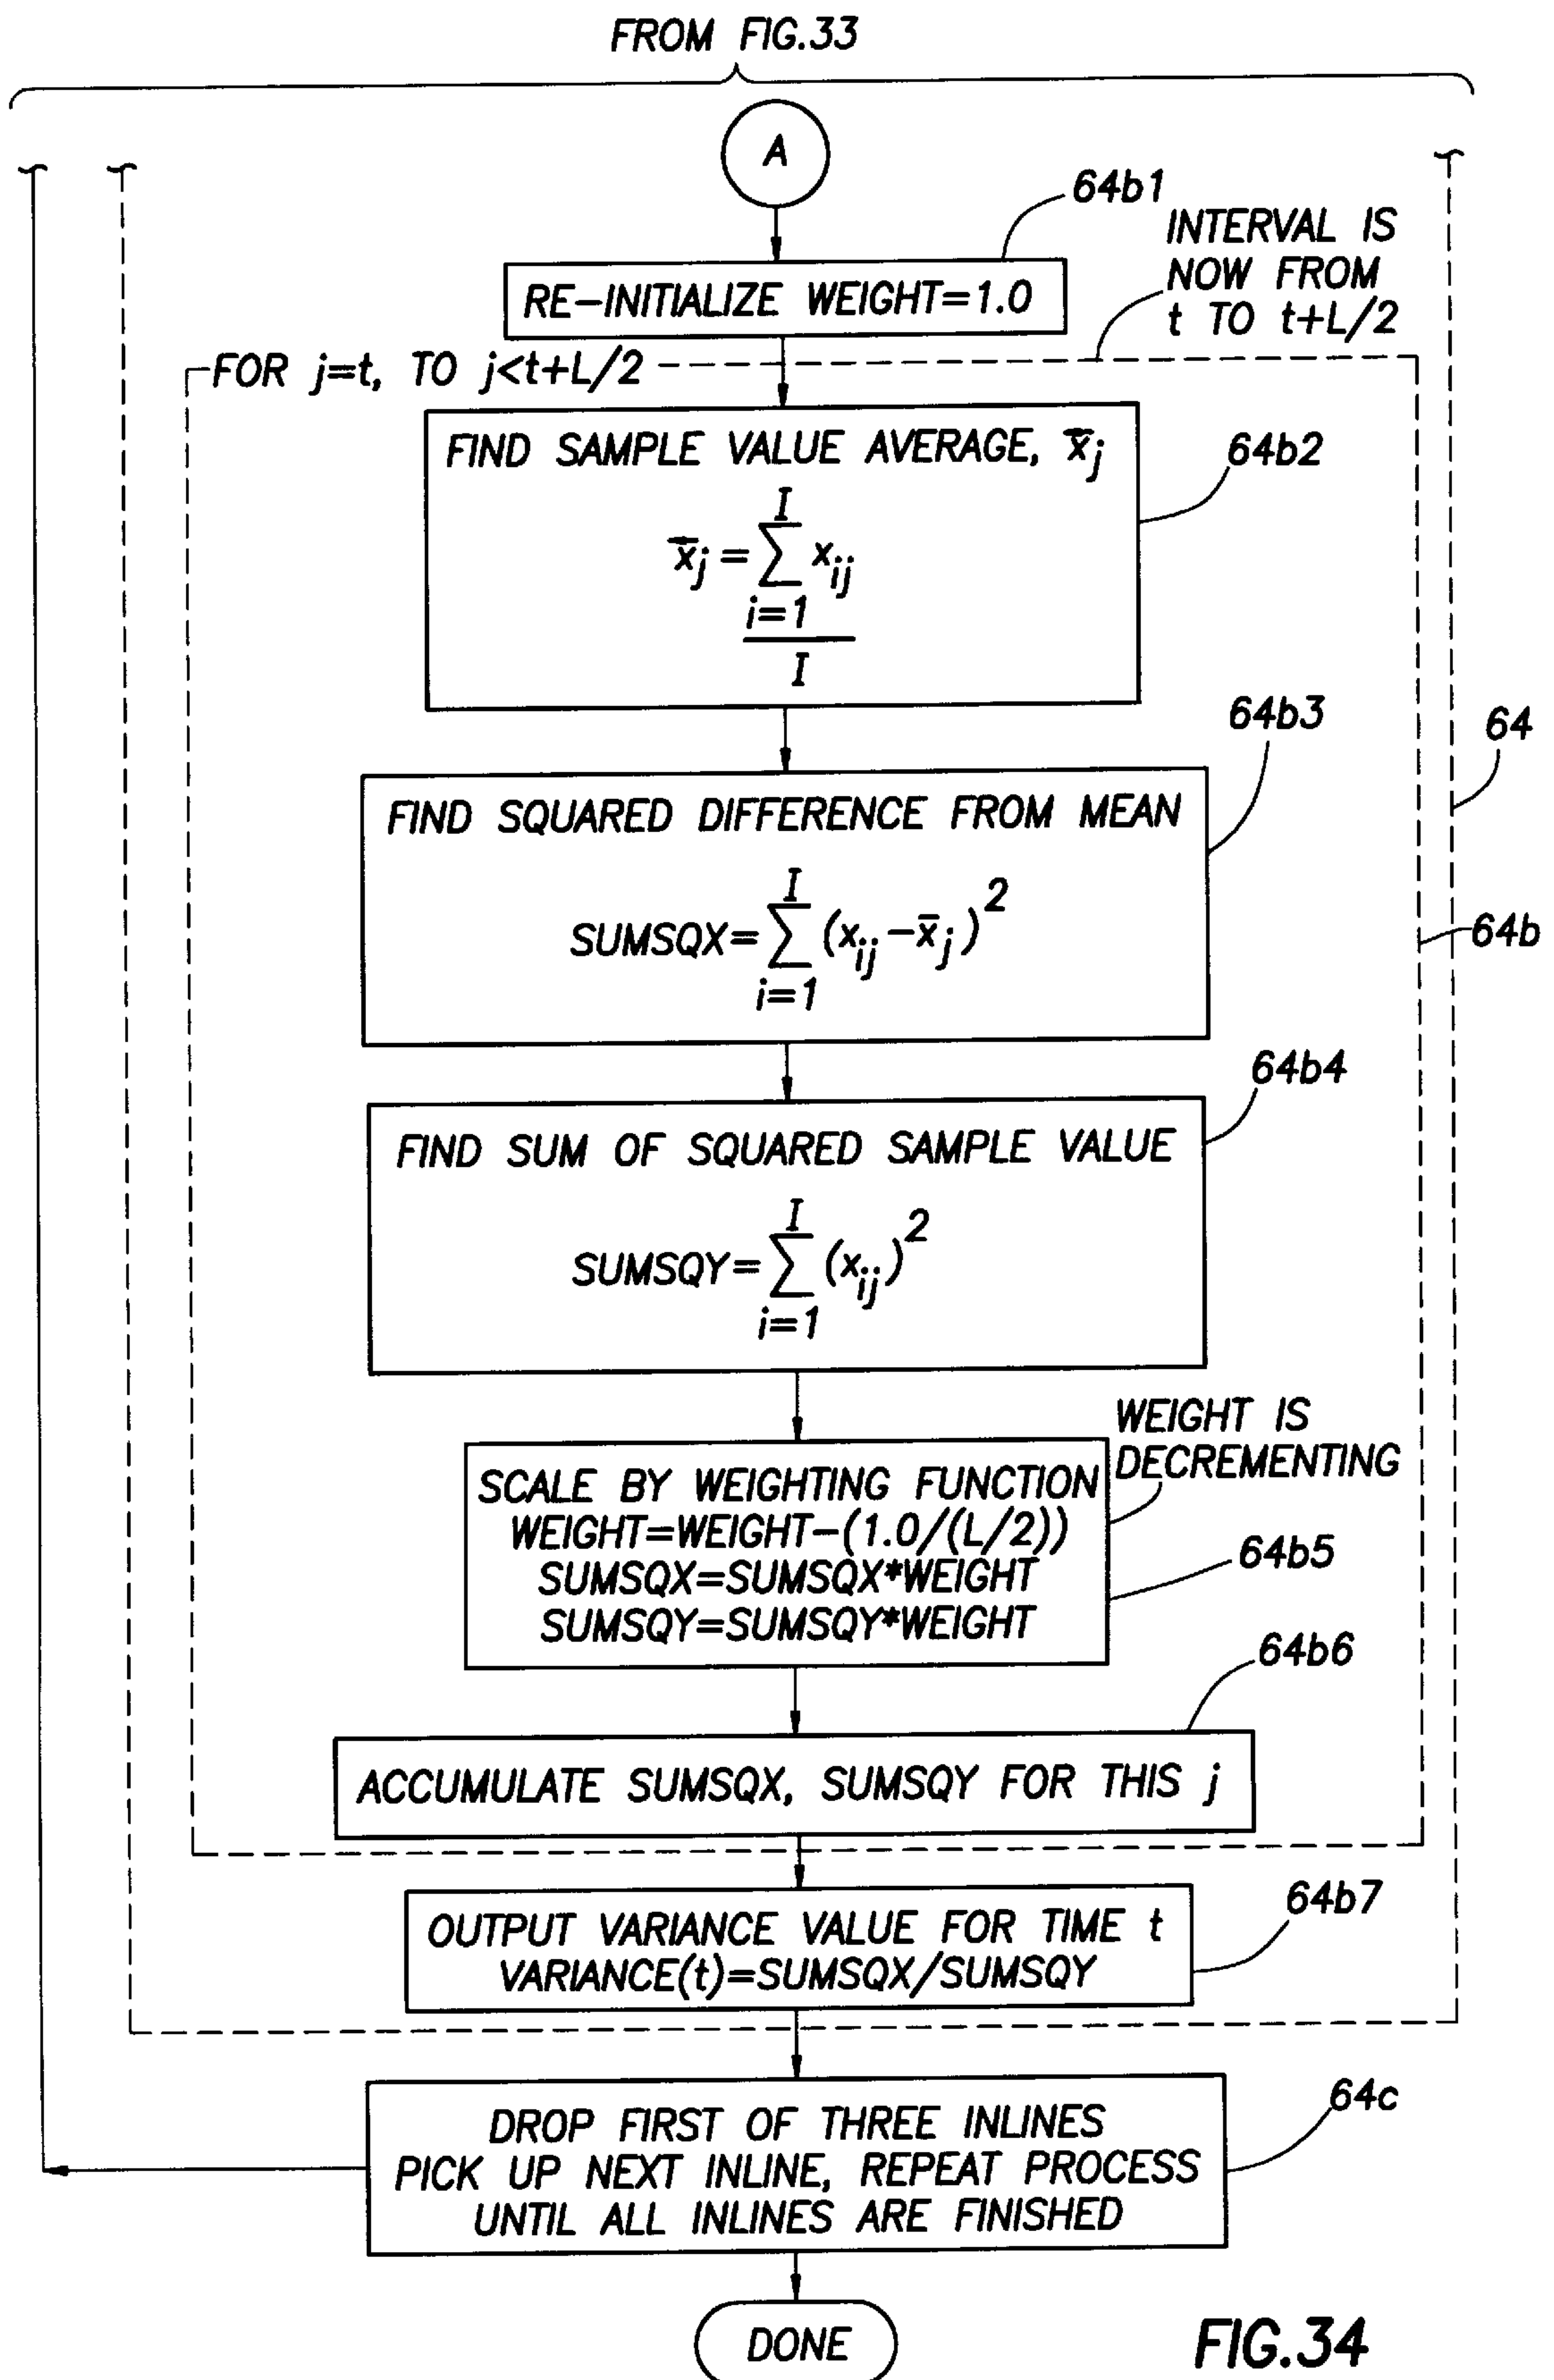 FROM FIG.33
A
64b1
INTERVAL IS
NOW FROM
t TO t+L/2
RE-INITIALIZE WEIGHT=1.0
FOR j=t, TO j<t+L/2
FIND SAMPLE VALUE AVERAGE, x̄j
64b2
x̄j = I ∑ i=1 xij
I
64b3
64
FIND SQUARED DIFFERENCE FROM MEAN
SUMSQX= I ∑ i=1 (xij-x̄j)2
64b
64b4
FIND SUM OF SQUARED SAMPLE VALUE
SUMSQY= I ∑ i=1 (xij)2
WEIGHT IS
DECREMENTING
SCALE BY WEIGHTING FUNCTION
WEIGHT=WEIGHT-(1.0/(L/2))
SUMSQX=SUMSQX*WEIGHT
SUMSQY=SUMSQY*WEIGHT
64b5
64b6
ACCUMULATE SUMSQX, SUMSQY FOR THIS j
64b7
OUTPUT VARIANCE VALUE FOR TIME t
VARIANCE(t)=SUMSQX/SUMSQY
64c
DROP FIRST OF THREE INLINES
PICK UP NEXT INLINE, REPEAT PROCESS
UNTIL ALL INLINES ARE FINISHED
DONE
FIG.34